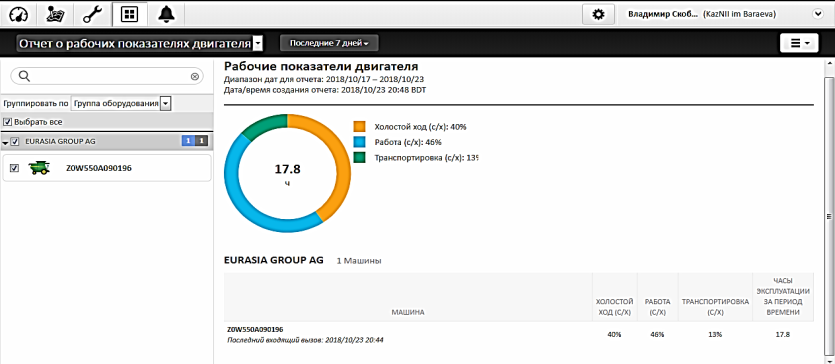 Владимир Скоб... (KazNII im Baraeva)
Отчет о рабочих показателях двигателя
Последние 7 дней
Группировать по Группа оборудования
Выбрать все
EURASIA GROUP AG 1 1
Z0W550A090196
Рабочие показатели двигателя
Диапазон дат для отчета: 2018/10/17 – 2018/10/23
Дата/время создания отчета: 2018/10/23 20:48 BDT
17.8
ч
Холостой ход (с/х): 40%
Работа (с/х): 46%
Транспортировка (с/х): 13%
EURASIA GROUP AG 1 Машины
МАШИНА
ХОЛОСТОЙ
ХОД (С/Х)
РАБОТА
(С/Х)
ТРАНСПОРТИРОВКА
(С/Х)
ЧАСЫ
ЭКСПЛУАТАЦИИ
ЗА ПЕРИОД
ВРЕМЕНИ
Z0W550A090196
Последний входящий вызов: 2018/10/23 20:44
40% 46% 13% 17.8